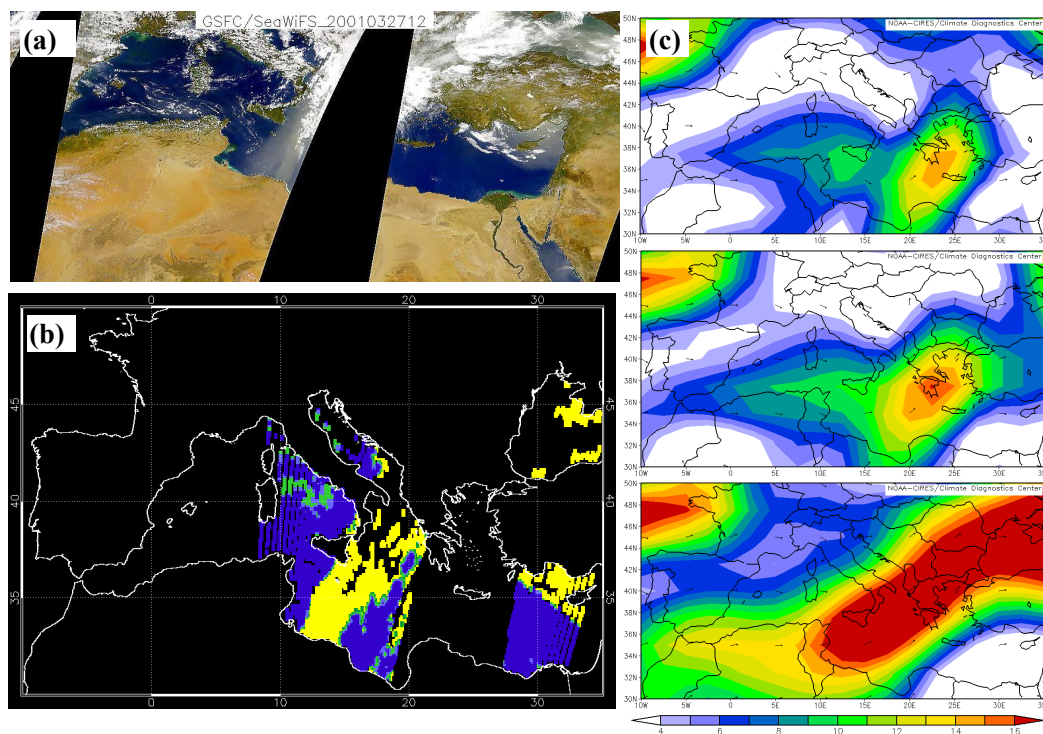 (a)
GSFC/SeaWiFS_2001032712
(b)
0 10 20 30
45 45
40 40
35 35
0 10 20 30
(c)
NOAA-CIRES/Climate Diagnostics Center
50N
48N
46N
44N
42N
40N
38N
36N
34N
32N
30N
10W 5W 0 5E 10E 15E 20E 25E 30E 35E
NOAA-CIRES/Climate Diagnostics Center
50N
48N
46N
44N
42N
40N
38N
36N
34N
32N
30N
10W 5W 0 5E 10E 15E 20E 25E 30E
NOAA-CIRES/Climate Diagnostics Center
50N
48N
46N
44N
42N
40N
38N
36N
34N
32N
30N
10W 5W 0 5E 10E 15E 20E 25E 30E
4 6 8 10 12 14 16